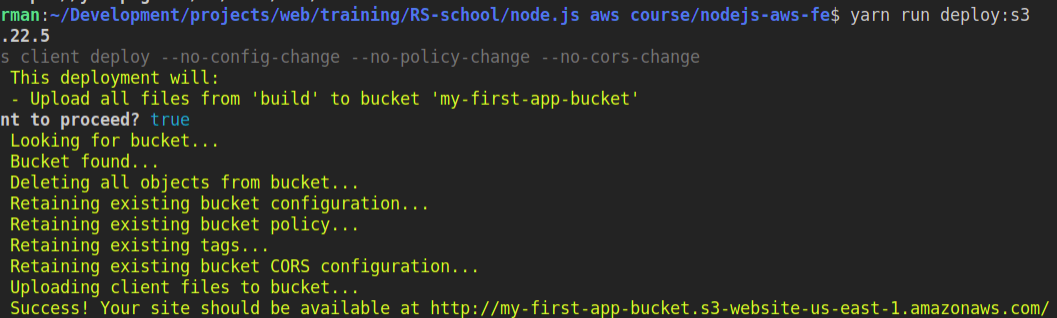 rman:~/Development/projects/web/training/RS-school/node.js aws course/nodejs-aws-fe$ yarn run deploy:s3
.22.5
s client deploy --no-config-change --no-policy-change --no-cors-change
This deployment will:
- Upload all files from 'build' to bucket 'my-first-app-bucket'
nt to proceed? true
Looking for bucket...
Bucket found...
Deleting all objects from bucket...
Retaining existing bucket configuration...
Retaining existing bucket policy...
Retaining existing tags...
Retaining existing bucket CORS configuration...
Uploading client files to bucket...
Success! Your site should be available at http://my-first-app-bucket.s3-website-us-east-1.amazonaws.com/